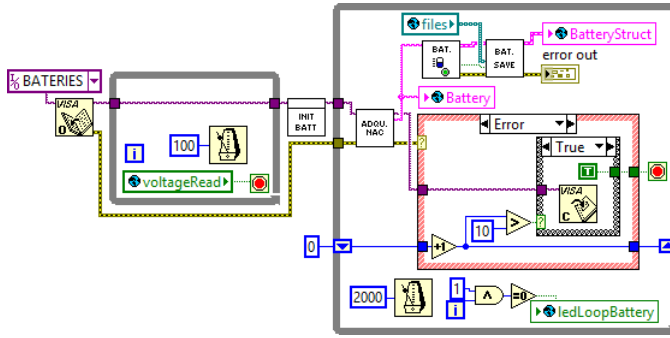 files
BAT.
BAT.
SAVE
BatteryStruct
error out
I/O BATERIES
VISA
O
100
i
voltageRead
INIT
BATT
ADQU.
NAC
Battery
Error
?
True
T
VISA
C
10
>
?
0
+1
2000
1
i
^
=0
ledLoopBattery